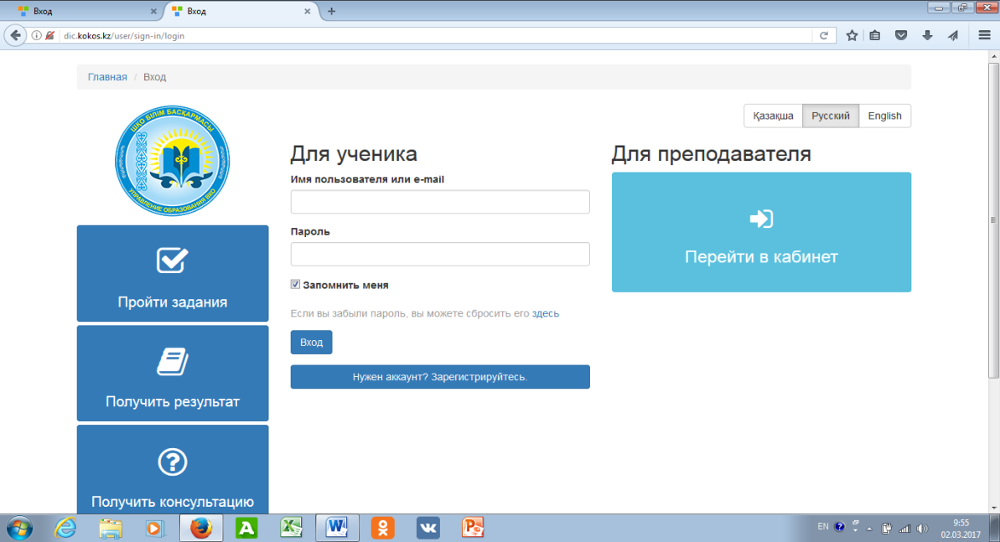 Вход
Вход
dic.kokos.kz/user/sign-in/login
Главная / Вход
ШҚО БІЛІМ БАСҚАРМАСЫ
УПРАВЛЕНИЕ ОБРАЗОВАНИЯ ВКО
Қазақша Русский English
Для ученика
Для преподавателя
Имя пользователя или e-mail
Перейти в кабинет
Пароль
Запомнить меня
Если вы забыли пароль, вы можете сбросить его здесь
Вход
Нужен аккаунт? Зарегистрируйтесь.
Пройти задания
Получить результат
Получить консультацию
EN
9:55
02.03.2017